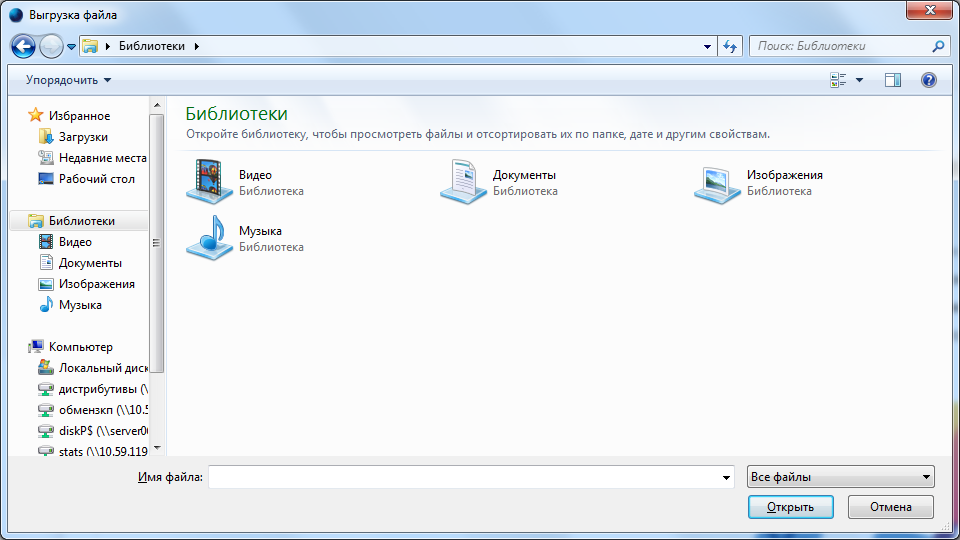 Выгрузка файла
Библиотеки
Поиск: Библиотеки
Упорядочить
Избранное
Загрузки
Недавние места
Рабочий стол
Библиотеки
Видео
Документы
Изображения
Музыка
Компьютер
Локальный диск
дистрибутивы (\
обмензкп (\\10.5
diskP$ (\\server0
stats (\\10.59.119
Библиотеки
Откройте библиотеку, чтобы просмотреть файлы и отсортировать их по папке, дате и другим свойствам.
Видео
Библиотека
Документы
Библиотека
Изображения
Библиотека
Музыка
Библиотека
Имя файла:
Все файлы
Открыть
Отмена